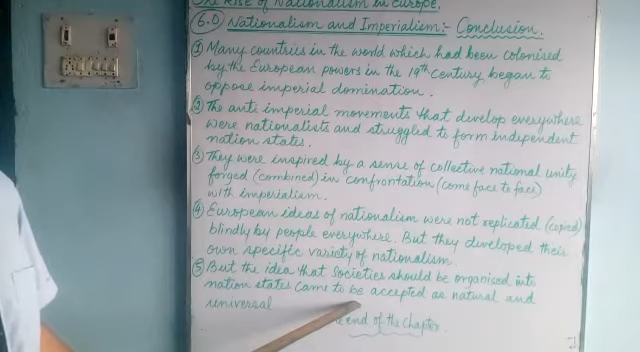 The Rise of Nationalism in Europe.
6.0) Nationalism and Imperialism:- Conclusion.
① Many countries in the world which had been colonised
by the European powers in the 19th Century began to
oppose imperial domination.
② The anti imperial movements that develop everywhere
were nationalists and struggled to form independent
nation states.
③ They were inspired by a sense of collective national unity
forged (combined) in confrontation (come face to face)
with imperialism.
④ European ideas of nationalism were not replicated (copied)
blindly by people everywhere. But they developed their
own specific variety of nationalism.
⑤ But the idea that Societies should be organised into
nation states came to be accepted as natural and
universal
end of the Chapter.